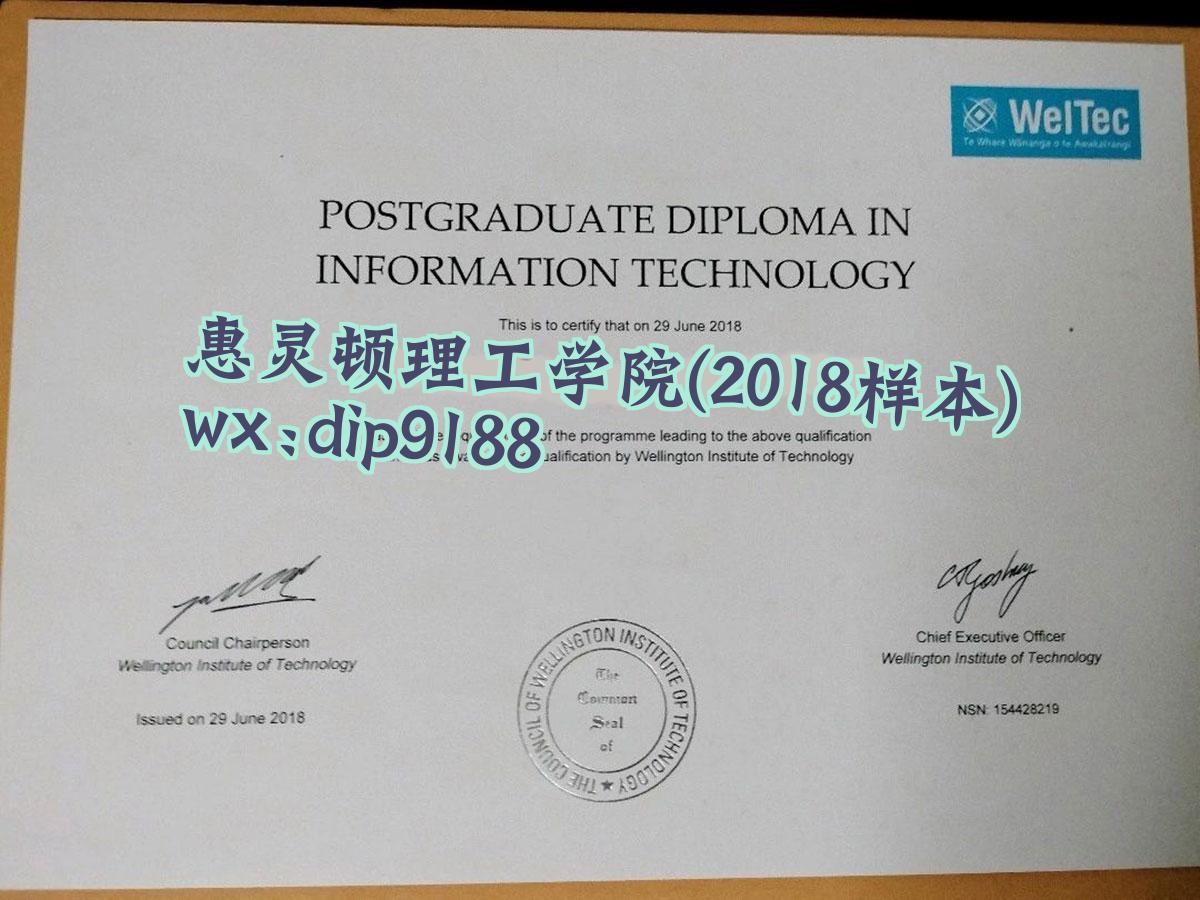 WelTec
Te Whare Wānanga o te Awakairangi
POSTGRADUATE DIPLOMA IN
INFORMATION TECHNOLOGY
This is to certify that on 29 June 2018
惠灵顿理工学院(2018样本)
wx:dip9188
of the programme leading to the above qualification
qualification by Wellington Institute of Technology
Council Chairperson
Wellington Institute of Technology
Issued on 29 June 2018
THE COUNCIL OF WELLINGTON INSTITUTE OF TECHNOLOGY ★
The
Common
Seal
of
Chief Executive Officer
Wellington Institute of Technology
NSN: 154428219